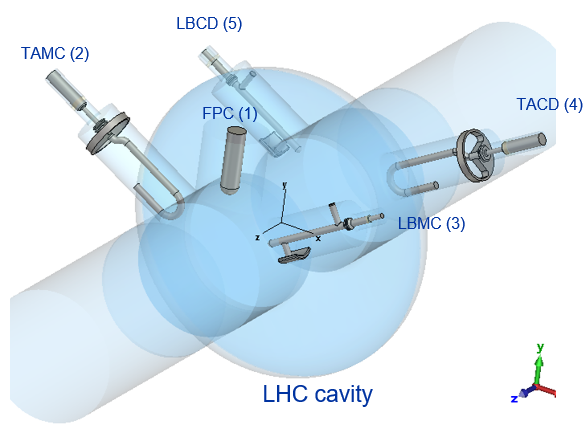 LBCD (5)
TAMC (2)
TACD (4)
FPC (1)
y
z
x
LBMC (3)
y
z
LHC cavity